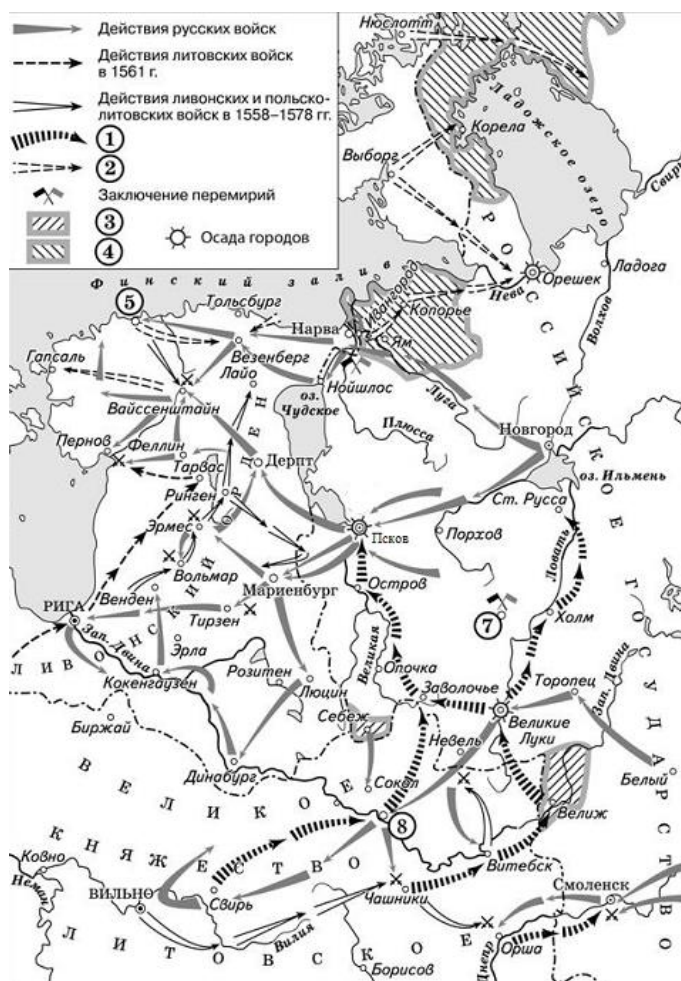 Действия русских войск
Действия литовских войск
в 1561 г.
Действия ливонских и польско-
литовских войск в 1558–1578 гг.
1
2
Заключение перемирий
3
4
Осада городов
Нюслотт
Ладожское озеро
Корела
Выборг
Свирь
РОССИЙСКОЕ ГОСУДАРСТВО
Орешек
Ладога
Нева
Волхов
Финский залив
5
Тольсбург
Нарва
Ивангород
Копорье
Ям
Гапсаль
Везенберг
Лайо
Нойшлос
оз.
Чудское
Луга
Вайссенштайн
Плюсса
Новгород
Пернов
Феллин
Дерпт
оз. Ильмень
Тарвас
Ринген
Ст. Русса
Псков
Порхов
Эрмес
Ловать
Вольмар
Остров
Мариенбург
7
Венден
Холм
РИГА
Тирзен
Зап. Двина
Великая
ЛИВОНСКИЙ ОРДЕН
Эрла
Опочка
Розитен
Заволочье
Торопец
Зап. Двина
Кокенгаузен
Люцин
Себеж
Великие
Луки
Биржай
Невель
Динабург
Сокол
Белый
8
Велиж
ВЕЛИКОЕ
КНЯЖЕСТВО
ЛИТОВСКОЕ
Ковно
Неман
Витебск
ВИЛЬНО
Свирь
Чашники
Смоленск
Вилия
Днепр
Орша
Борисов